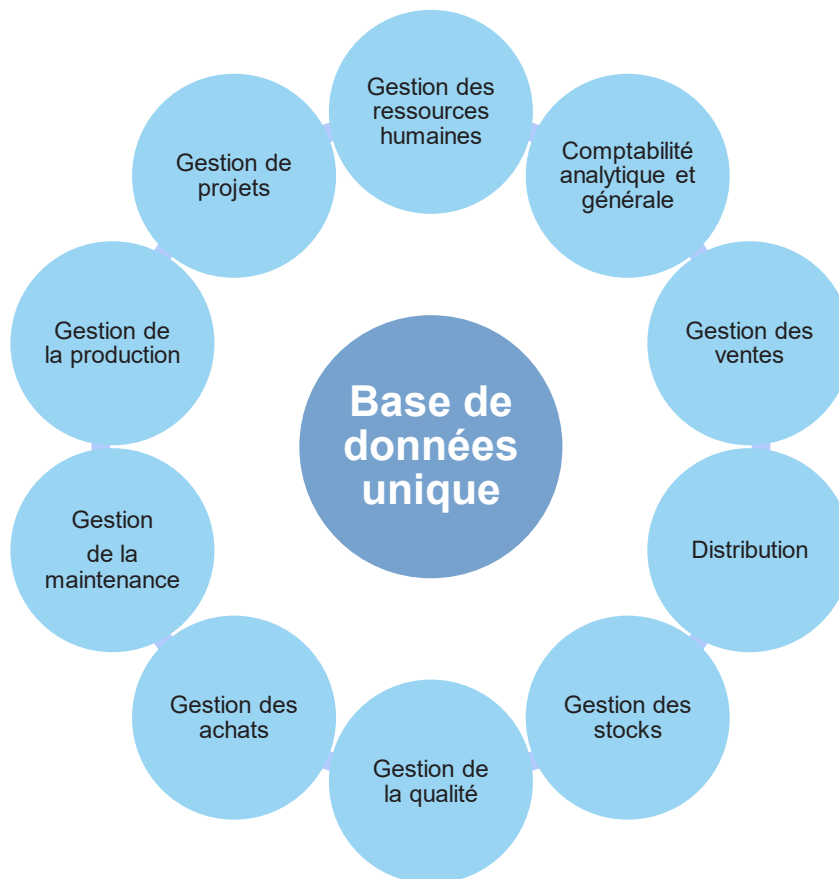 Gestion des
ressources
humaines
Comptabilité
analytique et
générale
Gestion des
ventes
Distribution
Gestion des
stocks
Gestion de
la qualité
Gestion des
achats
Gestion
de la
maintenance
Gestion de
la production
Gestion de
projets
Base de
données
unique